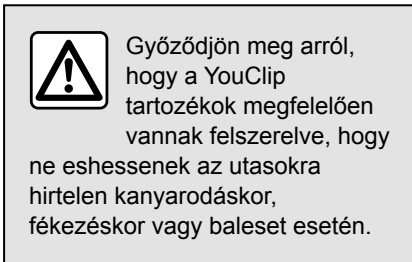 Győződjön meg arról,
hogy a YouClip
tartozékok megfelelően
vannak felszerelve, hogy
ne eshessenek az utasokra
hirtelen kanyarodáskor,
fékezéskor vagy baleset esetén.